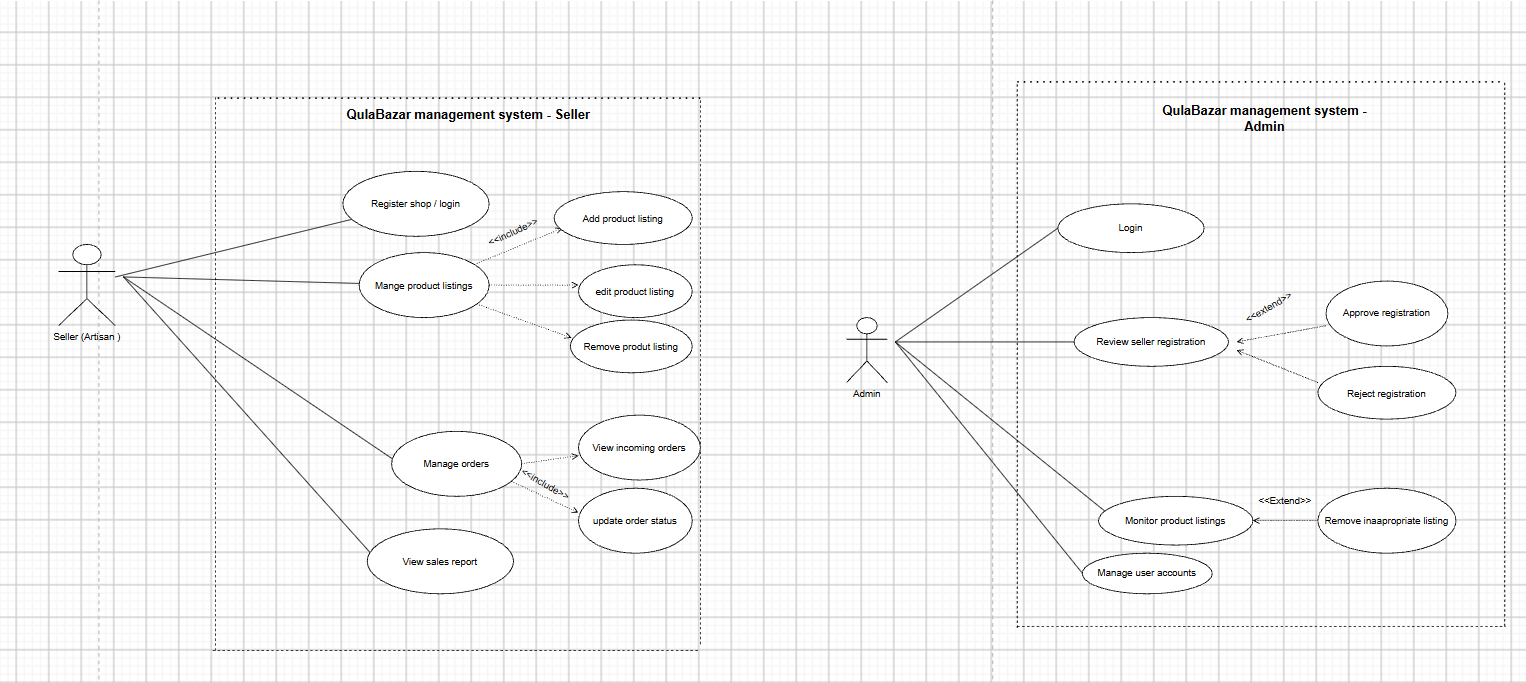 QulaBazar management system - Seller
Register shop / login
<<include>>
Add product listing
Mange product listings
edit product listing
Remove produt listing
Seller (Artisan )
View incoming orders
Manage orders
<<include>>
update order status
View sales report
QulaBazar management system -
Admin
Login
<<extend>>
Approve registration
Review seller registration
Reject registration
Admin
<<Extend>>
Monitor product listings
Remove inaapropriate listing
Manage user accounts